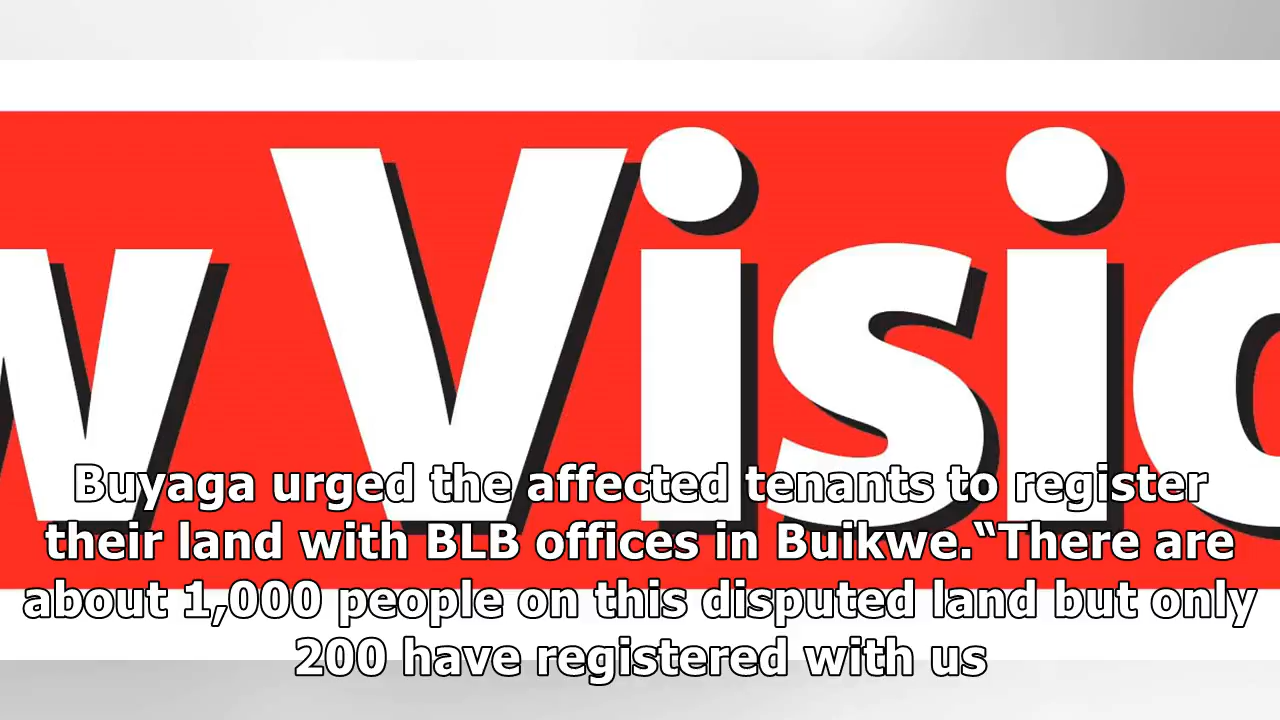 w Visio
Buyaga urged the affected tenants to register
their land with BLB offices in Buikwe.“There are
about 1,000 people on this disputed land but only
200 have registered with us